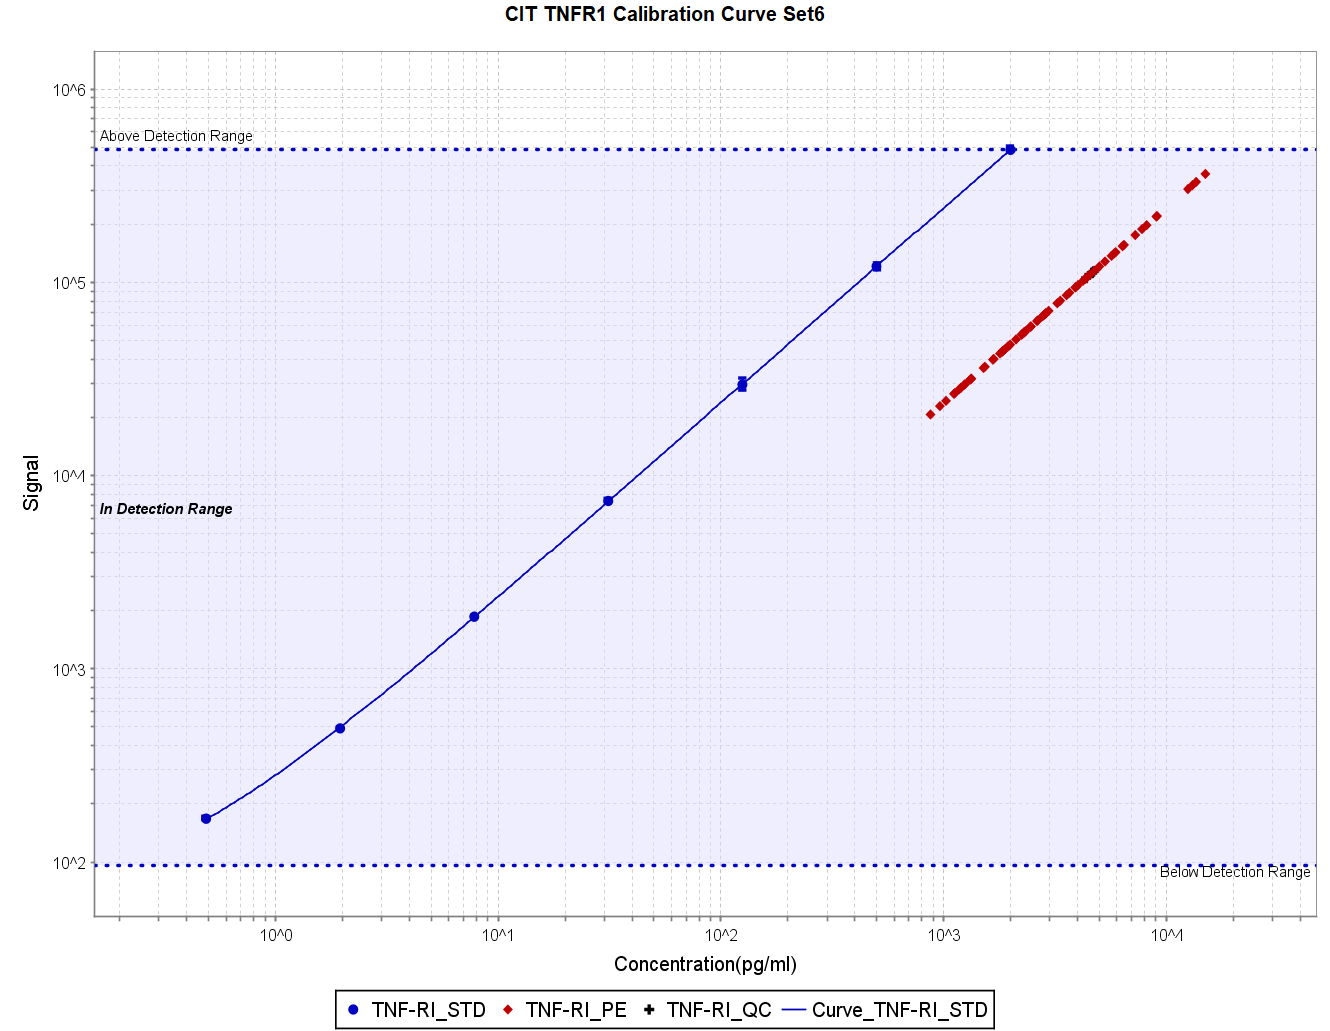 CIT TNFR1 Calibration Curve Set6
10^6
Above Detection Range
10^5
10^4
In Detection Range
Signal
10^3
10^2
Below Detection Range
10^0 10^1 10^2 10^3 10^4
Concentration(pg/ml)
TNF-RI_STD TNF-RI_PE TNF-RI_QC Curve_TNF-RI_STD